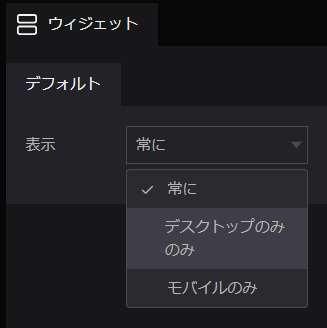 ウィジェット
デフォルト
表示
常に
常に
デスクトップのみ
のみ
モバイルのみ